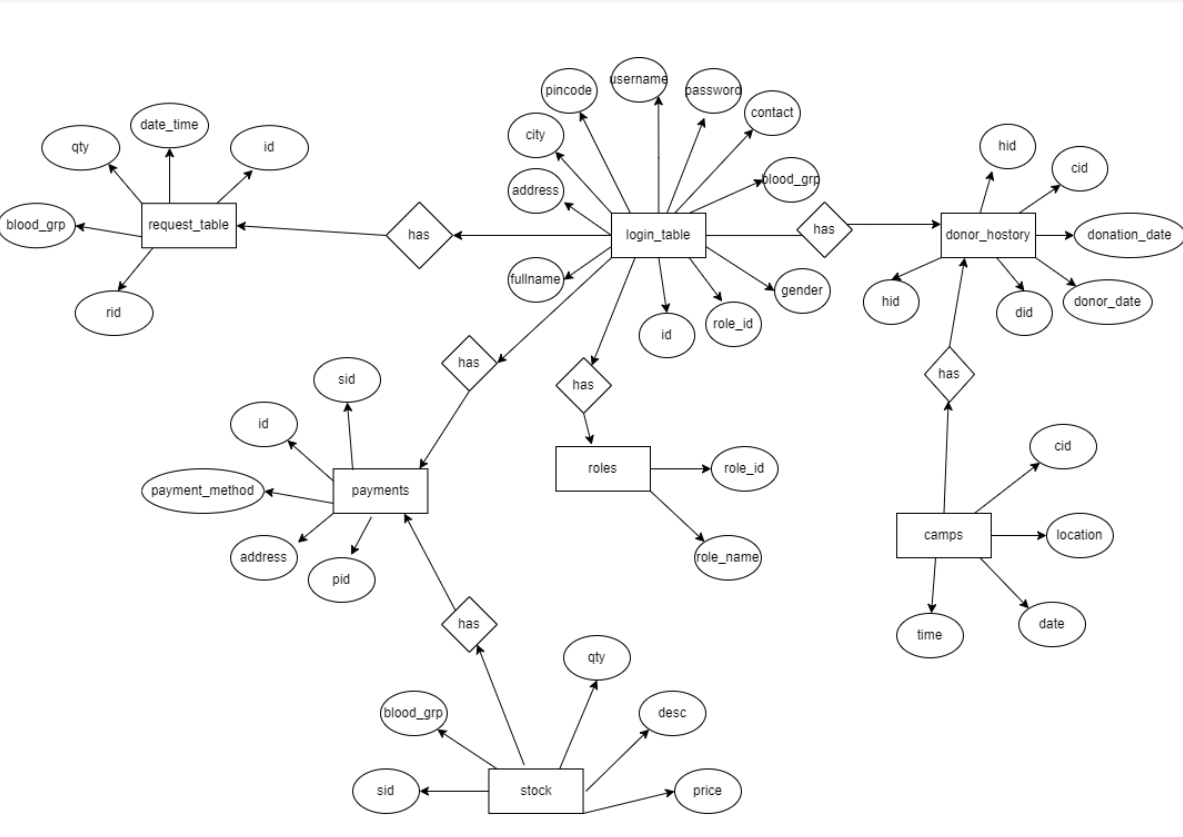 username
pincode
password
contact
date_time
city
qty
id
hid
cid
blood_grp
address
blood_grp
request_table
has
login_table
has
donor_hostory
donation_date
fullname
gender
hid
did
donor_date
rid
id
role_id
has
has
has
sid
id
cid
payment_method
payments
roles
role_id
camps
location
address
pid
role_name
has
time
date
qty
blood_grp
desc
sid
stock
price